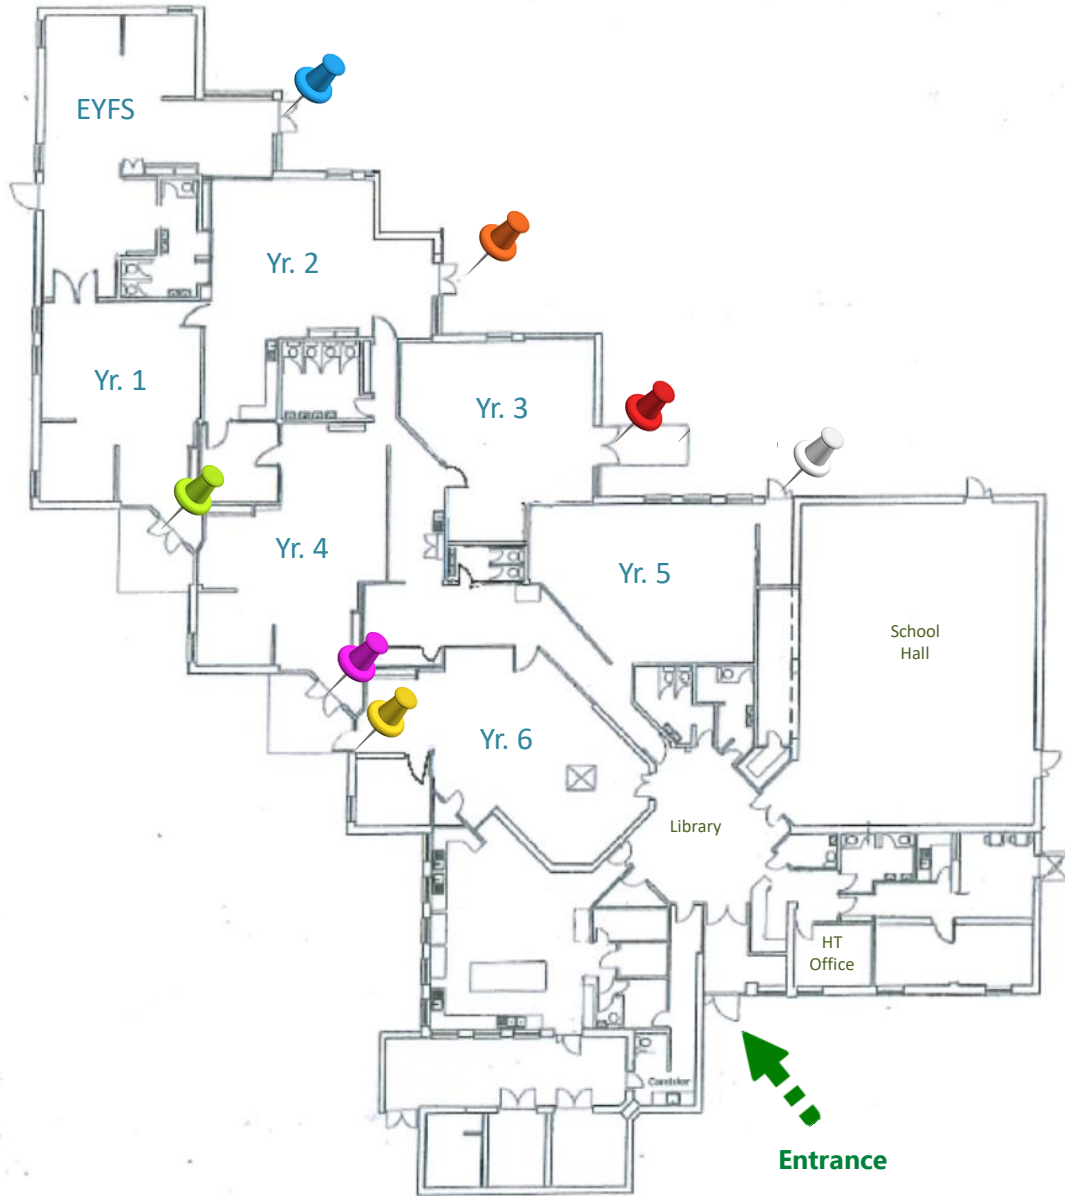 EYFS
Yr. 2
Yr. 1
Yr. 3
Yr. 4
Yr. 5
School
Hall
Yr. 6
Library
HT
Office
Caretaker
Entrance